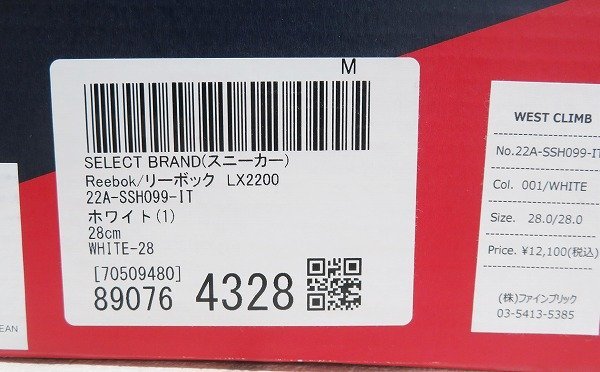 M
SELECT BRAND(スニーカー)
Reebok/リーボック LX2200
22A-SSH099-IT
ホワイト(1)
28cm
WHITE-28
[70509480]
89076 4328
WEST CLIMB
No.22A-SSH099-IT
Col. 001/WHITE
Size. 28.0/28.0
Price. ¥12,100(税込)
(株)ファインブリック
03-5413-5385
EAN